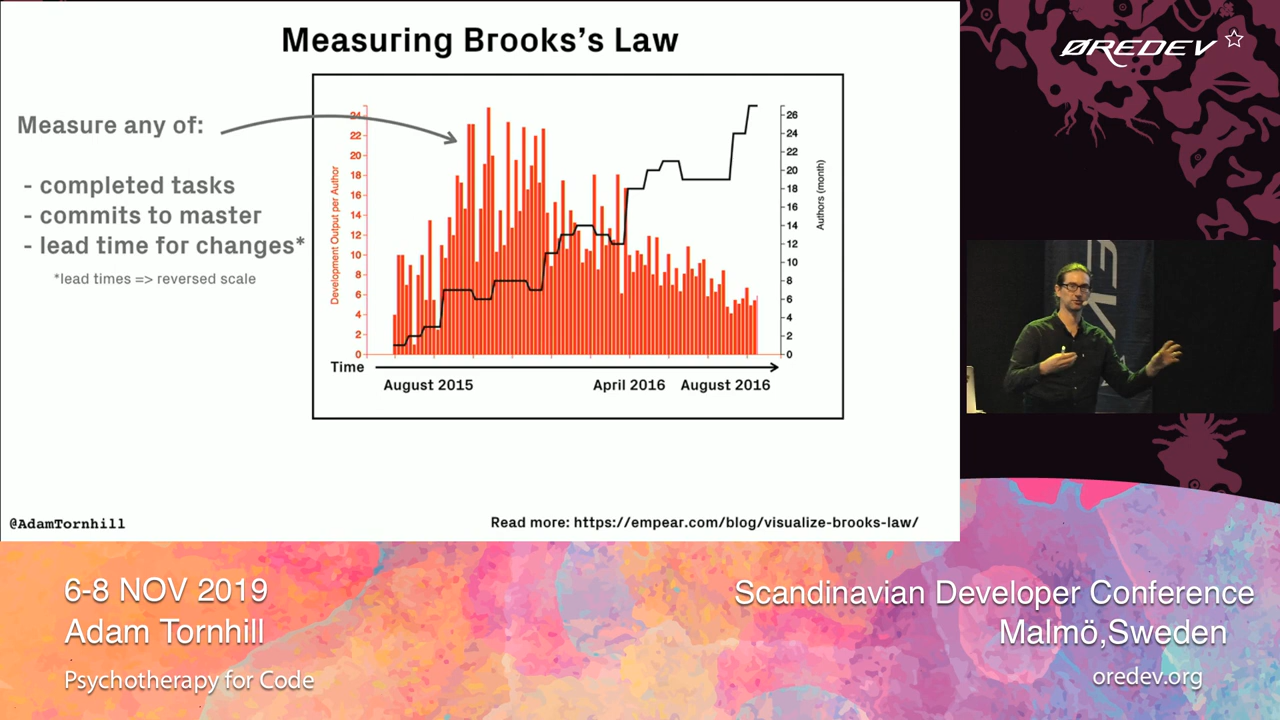 Measuring Brooks's Law
Measure any of:
- completed tasks
- commits to master
- lead time for changes*
*lead times => reversed scale
Development Output per Author
24
22
20
18
16
14
12
10
8
6
4
2
0
26
24
22
20
18
16
14
12
10
8
6
4
2
0
Authors (month)
Time
August 2015
April 2016
August 2016
@AdamTornhill
Read more: https://empear.com/blog/visualize-brooks-law/
ØREDEV
6-8 NOV 2019
Adam Tornhill
Psychotherapy for Code
Scandinavian Developer Conference
Malmö,Sweden
oredev.org